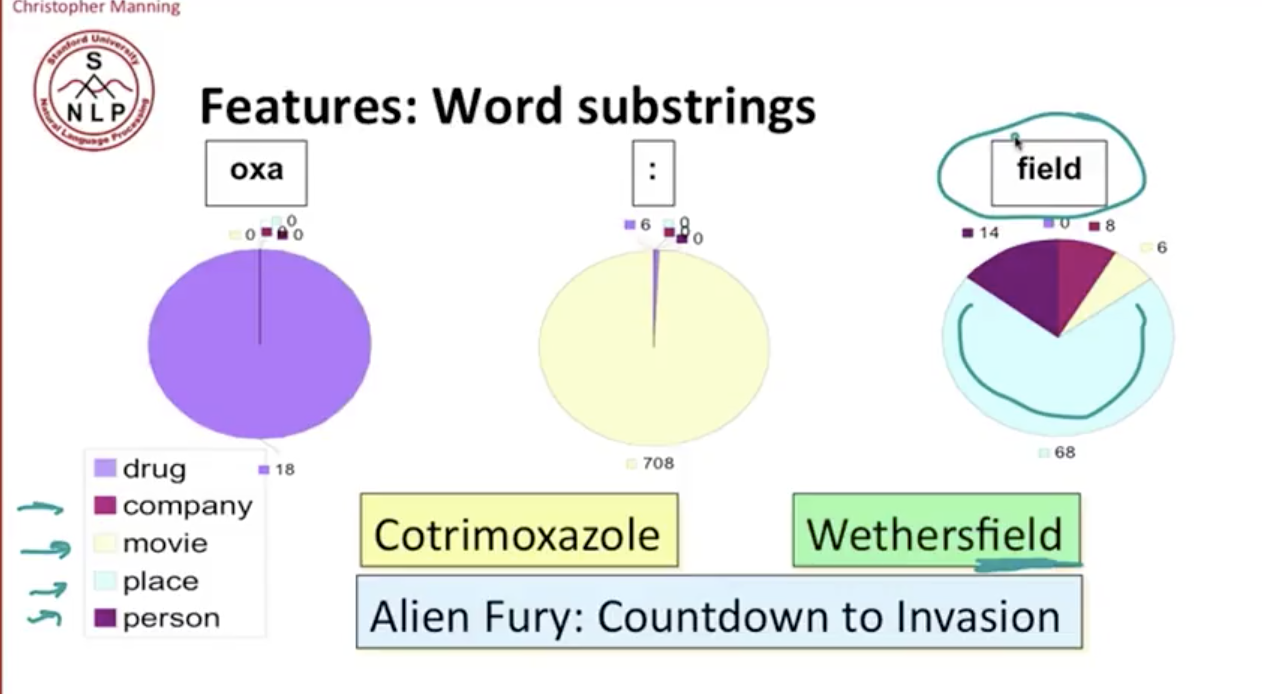 Christopher Manning
Stanford University
S
NLP
Natural Language Processing
Features: Word substrings
oxa
:
field
0
0
0
6
0
0
14
0
8
6
18
708
68
drug
company
movie
place
person
Cotrimoxazole
Wethersfield
Alien Fury: Countdown to Invasion